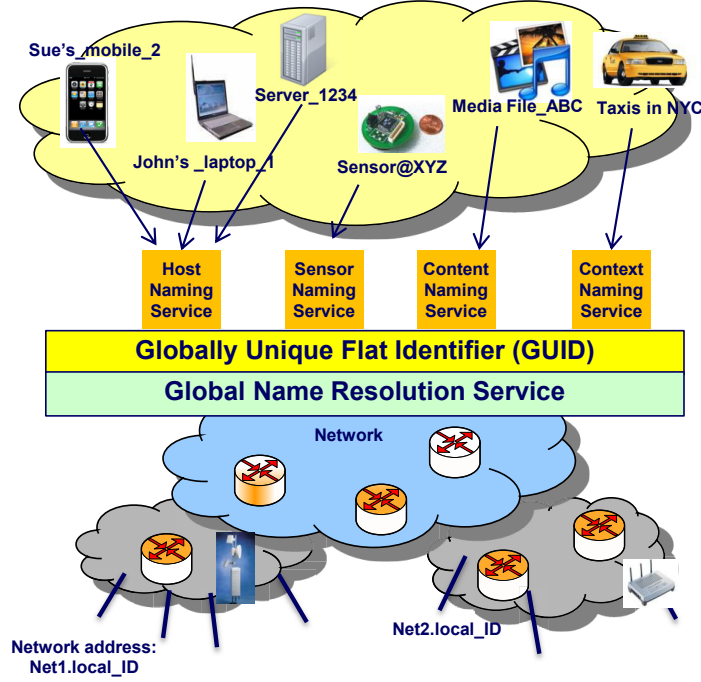 Sue's_mobile_2
Server_1234
Media File_ABC
Taxis in NYC
John's _laptop_1
Sensor@XYZ
Host
Naming
Service
Sensor
Naming
Service
Content
Naming
Service
Context
Naming
Service
Globally Unique Flat Identifier (GUID)
Global Name Resolution Service
Network
Net2.local_ID
Network address:
Net1.local_ID